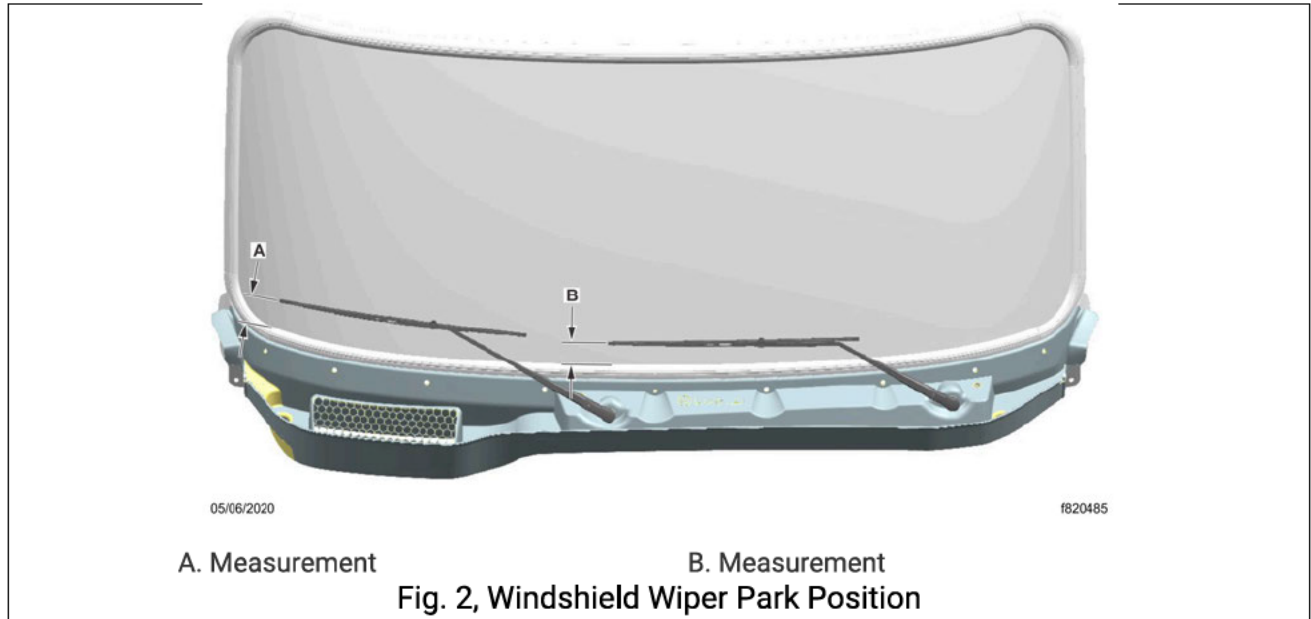 A
B
05/06/2020 f820485
A. Measurement B. Measurement
Fig. 2, Windshield Wiper Park Position